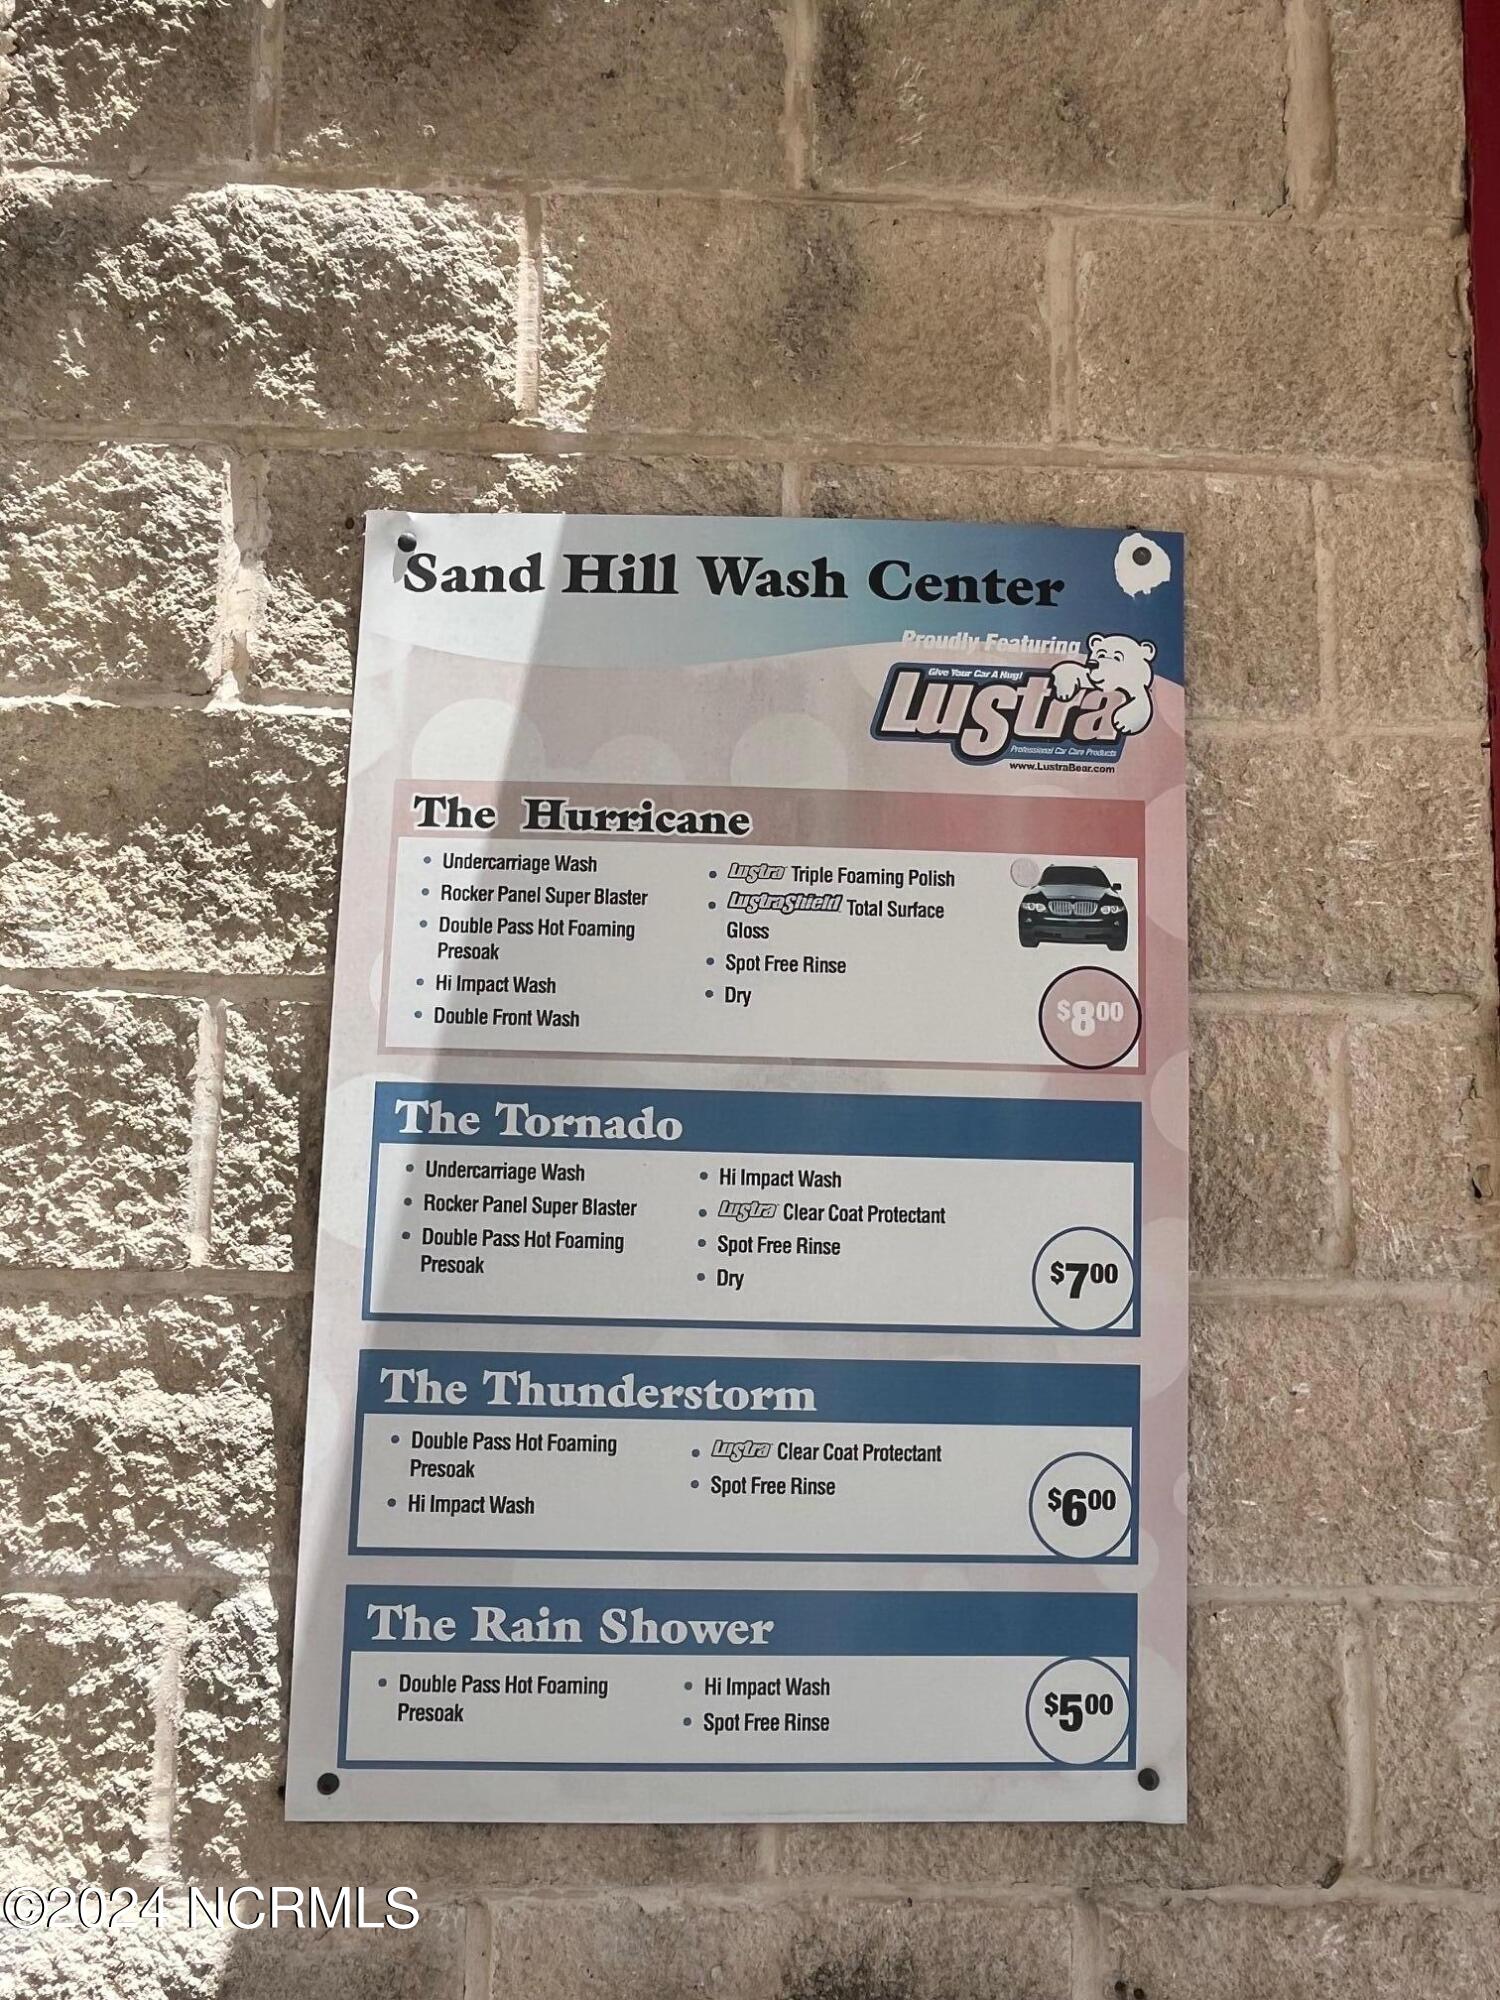 Sand Hill Wash Center
Proudly Featuring
Give Your Car A Hug!
Lustra
Professional Car Care Products
www.LustraBear.com
The Hurricane
• Undercarriage Wash
• Rocker Panel Super Blaster
• Double Pass Hot Foaming
Presoak
• Hi Impact Wash
• Double Front Wash
• Lustra Triple Foaming Polish
• LustraShield Total Surface
Gloss
• Spot Free Rinse
• Dry
$8.00
The Tornado
• Undercarriage Wash
• Rocker Panel Super Blaster
• Double Pass Hot Foaming
Presoak
• Hi Impact Wash
• Lustra Clear Coat Protectant
• Spot Free Rinse
• Dry
$7.00
The Thunderstorm
• Double Pass Hot Foaming
Presoak
• Hi Impact Wash
• Lustra Clear Coat Protectant
• Spot Free Rinse
$6.00
The Rain Shower
• Double Pass Hot Foaming
Presoak
• Hi Impact Wash
• Spot Free Rinse
$5.00
©2024 NCRMLS